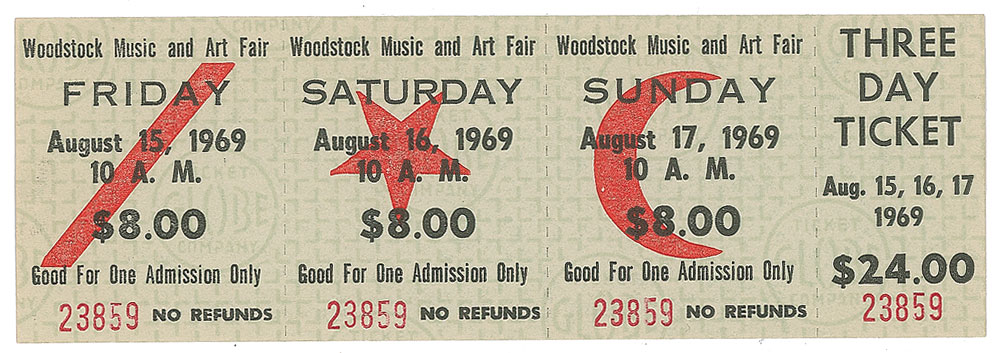 Woodstock Music and Art Fair
FRIDAY
August 15, 1969
10 A. M.
$8.00
Good For One Admission Only
23859 NO REFUNDS
Woodstock Music and Art Fair
SATURDAY
August 16, 1969
10 A. M.
$8.00
Good For One Admission Only
23859 NO REFUNDS
Woodstock Music and Art Fair
SUNDAY
August 17, 1969
10 A. M.
$8.00
Good For One Admission Only
23859 NO REFUNDS
THREE
DAY
TICKET
Aug. 15, 16, 17
1969
$24.00
23859